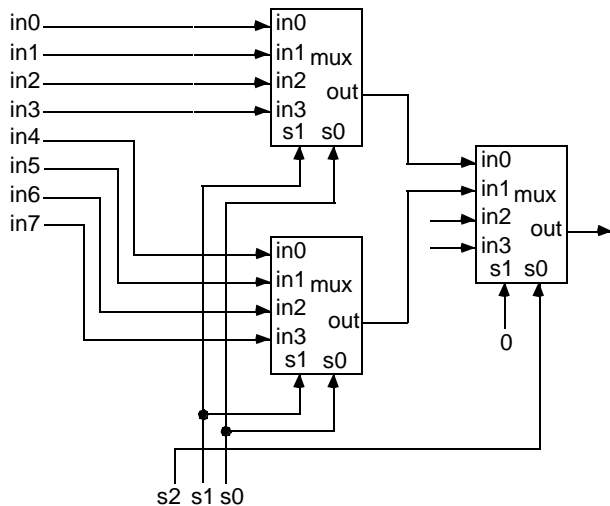 in0
in1
in2
in3
in4
in5
in6
in7
in0
in1 mux
in2
out
in3
s1 s0
in0
in1 mux
in2
out
in3
s1 s0
in0
in1 mux
in2
out
in3
s1 s0
0
s2 s1 s0